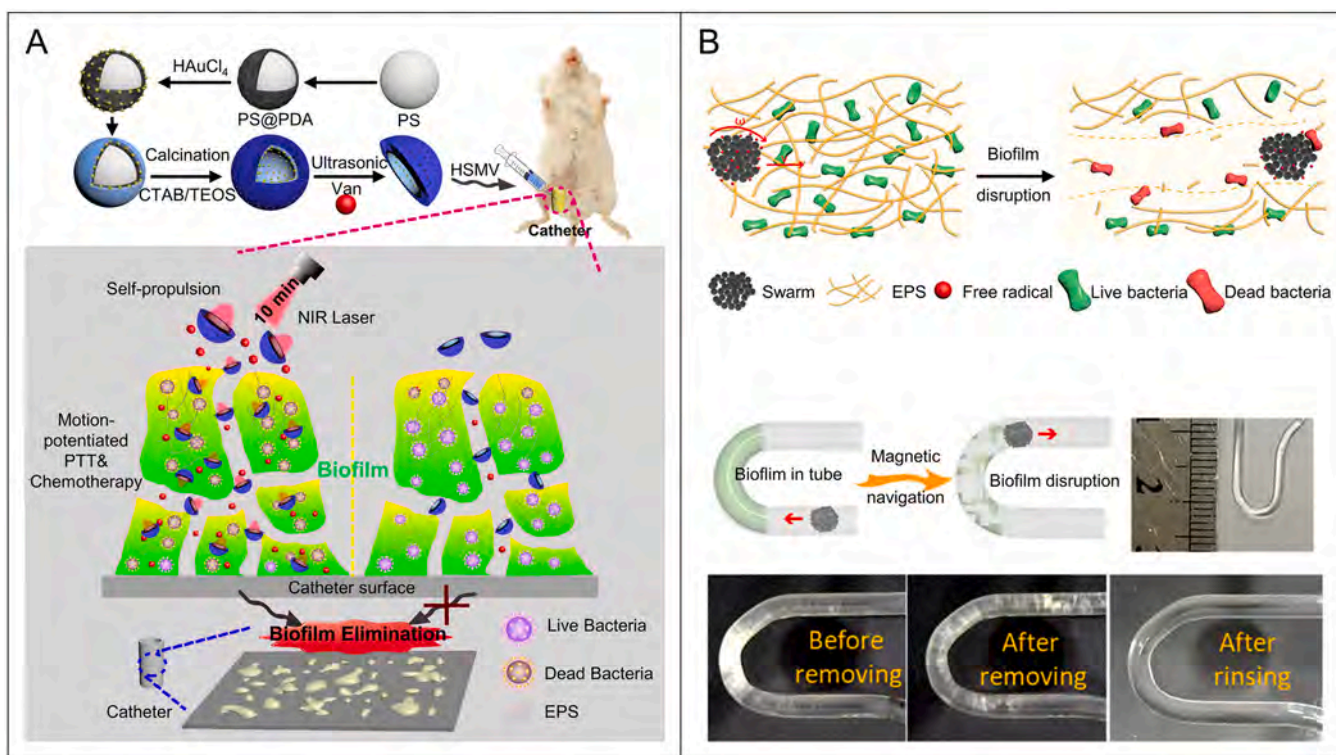 A
HAuCl4
PS@PDA
PS
Calcination
CTAB/TEOS
Ultrasonic
Van
HSMV
Catheter
Self-propulsion
10 min
NIR Laser
Motion-
potentiated
PTT&
Chemotherapy
Biofilm
Catheter surface
Biofilm Elimination
Live Bacteria
Dead Bacteria
EPS
Catheter
B
ω
Biofilm
disruption
Swarm
EPS
Free radical
Live bacteria
Dead bacteria
Bioflim in tube
Magnetic
navigation
Biofilm disruption
2
Before
removing
After
removing
After
rinsing